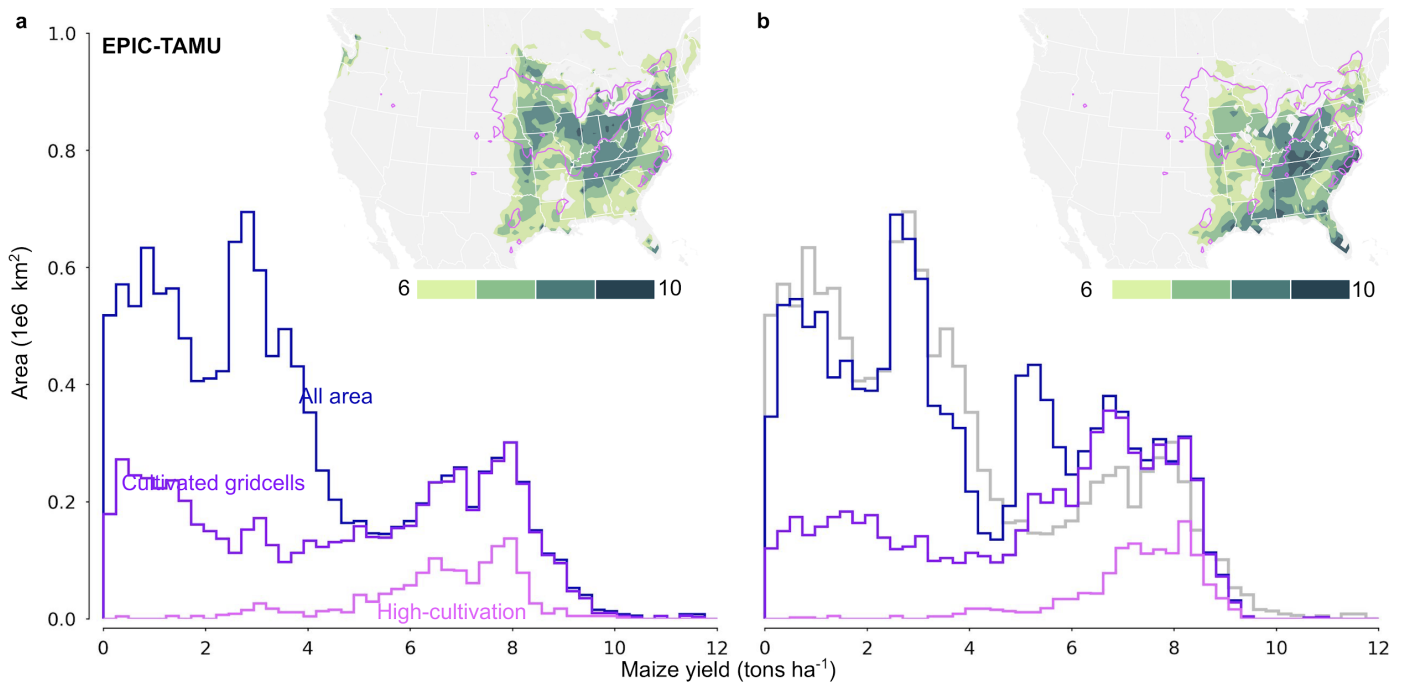 a
b
EPIC-TAMU
1.0
0.8
0.6
0.4
0.2
0.0
Area (1e6 km²)
6
10
6
10
All area
Cultivated gridcells
High-cultivation
0 2 4 6 8 10 12
0 2 4 6 8 10 12
Maize yield (tons ha⁻¹)